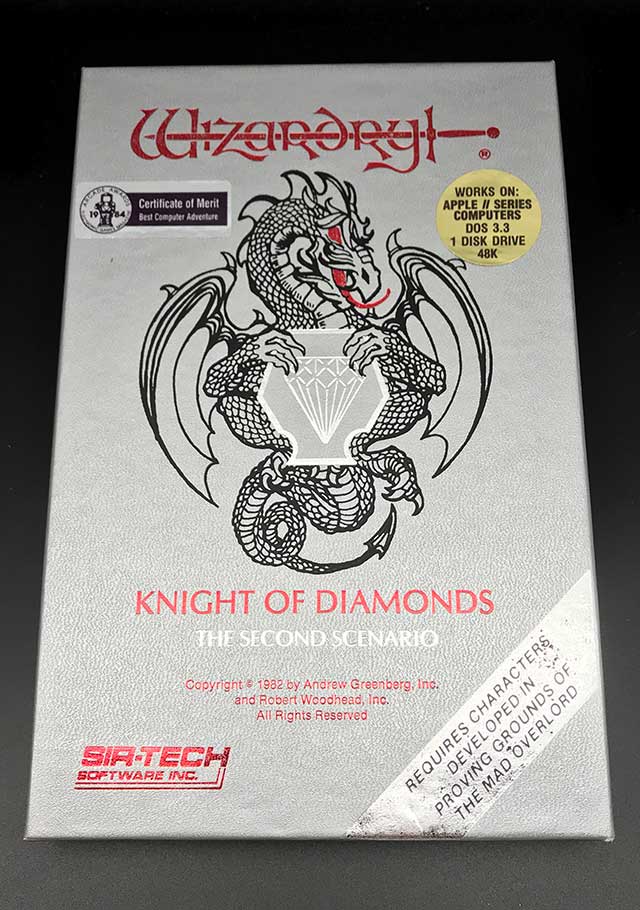 Wizardry
®
ARCADE AWARDS
1984
Certificate of Merit
Best Computer Adventure
WORKS ON:
APPLE // SERIES
COMPUTERS
DOS 3.3
1 DISK DRIVE
48K
KNIGHT OF DIAMONDS
THE SECOND SCENARIO
Copyright © 1982 by Andrew Greenberg, Inc.
and Robert Woodhead, Inc.
All Rights Reserved
SIR-TECH
SOFTWARE INC.
REQUIRES CHARACTERS
DEVELOPED IN
PROVING GROUNDS OF
THE MAD OVERLORD